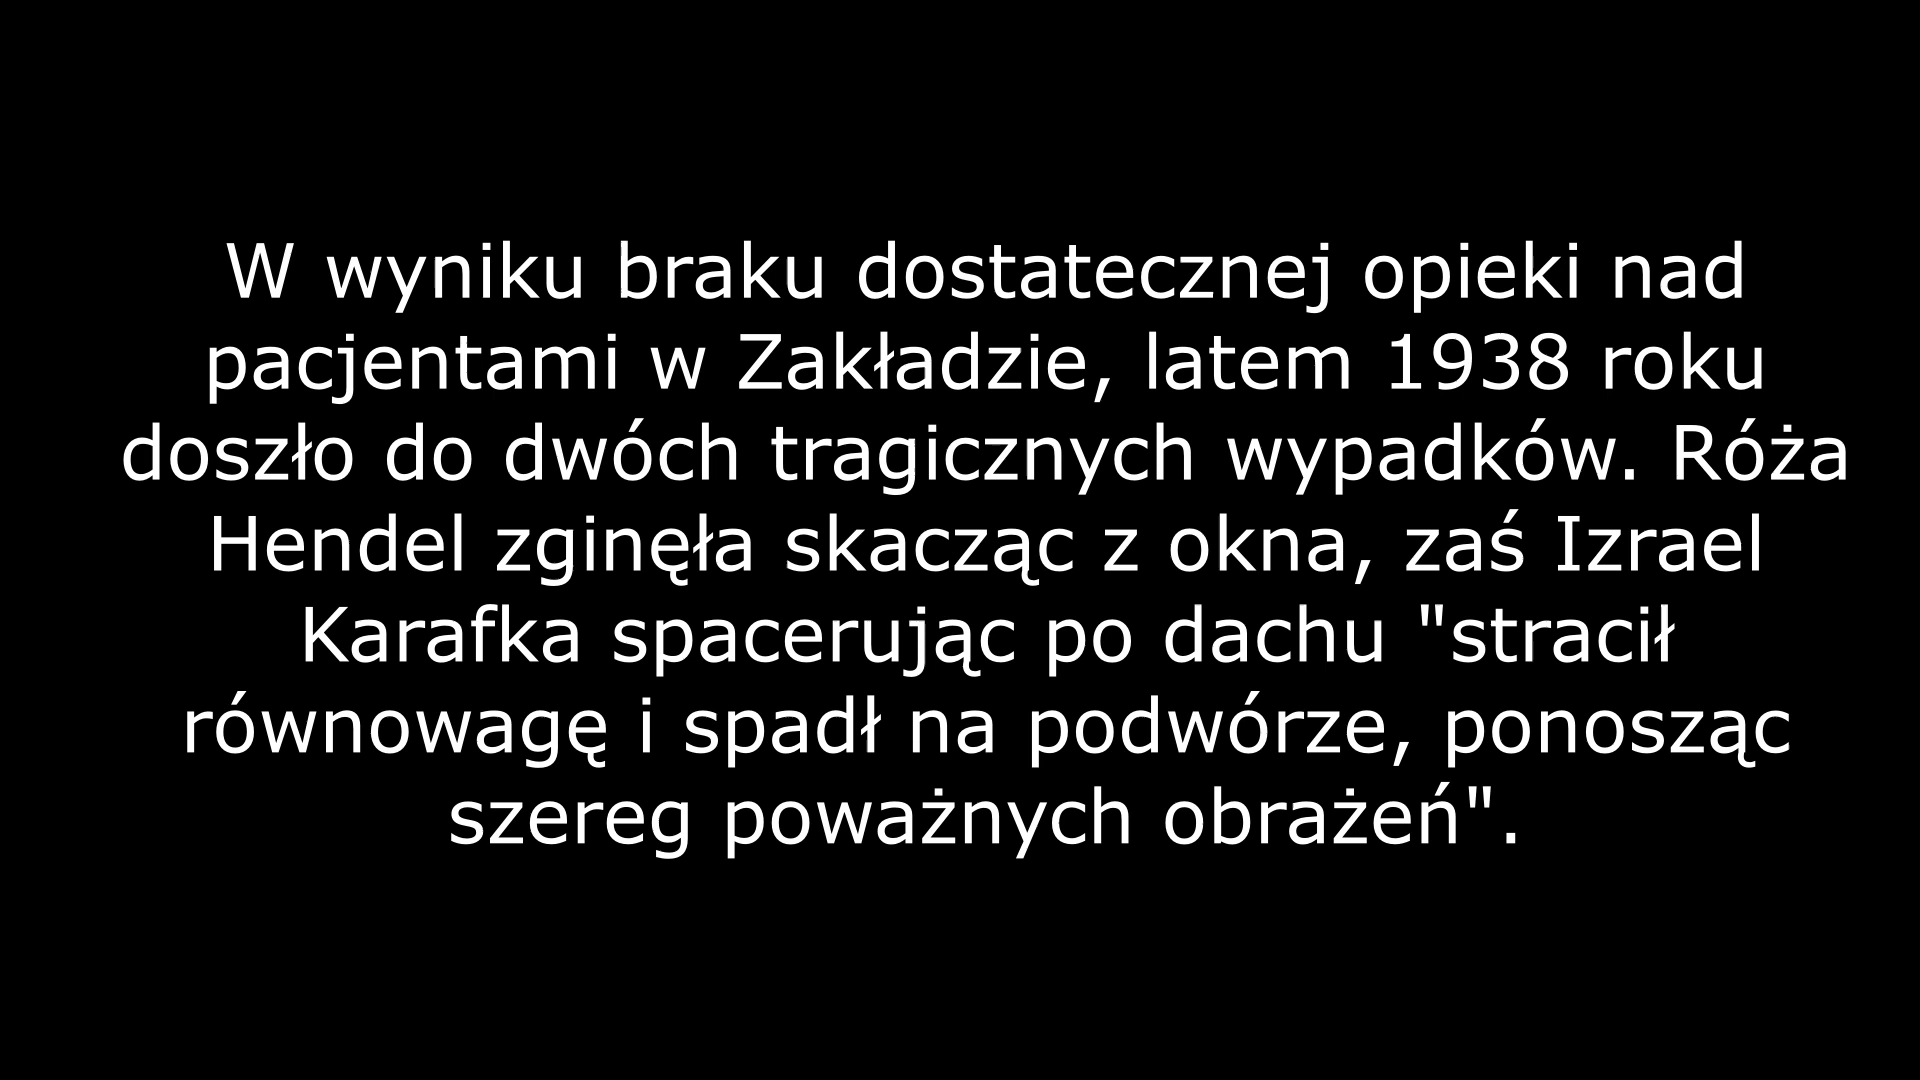 W wyniku braku dostatecznej opieki nad
pacjentami w Zakładzie, latem 1938 roku
doszło do dwóch tragicznych wypadków. Róża
Hendel zginęła skacząc z okna, zaś Izrael
Karafka spacerując po dachu "stracił
równowagę i spadł na podwórze, ponosząc
szereg poważnych obrażeń".